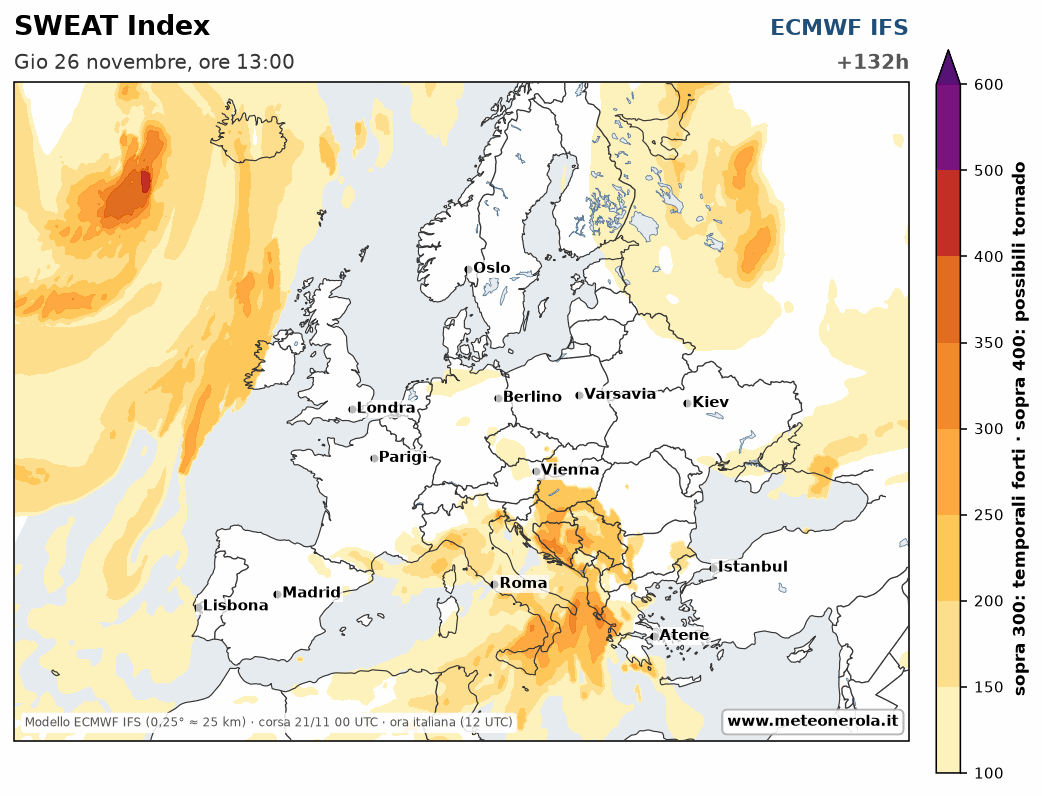 SWEAT Index
ECMWF IFS
Gio 26 novembre, ore 13:00
+132h
600
500
400
350
300
250
200
150
100
sopra 300: temporali forti · sopra 400: possibili tornado
Oslo
Berlino
Varsavia
Kiev
Londra
Parigi
Vienna
Istanbul
Roma
Madrid
Lisbona
Atene
Modello ECMWF IFS (0,25° ≈ 25 km) · corsa 21/11 00 UTC · ora italiana (12 UTC)
www.meteonerola.it